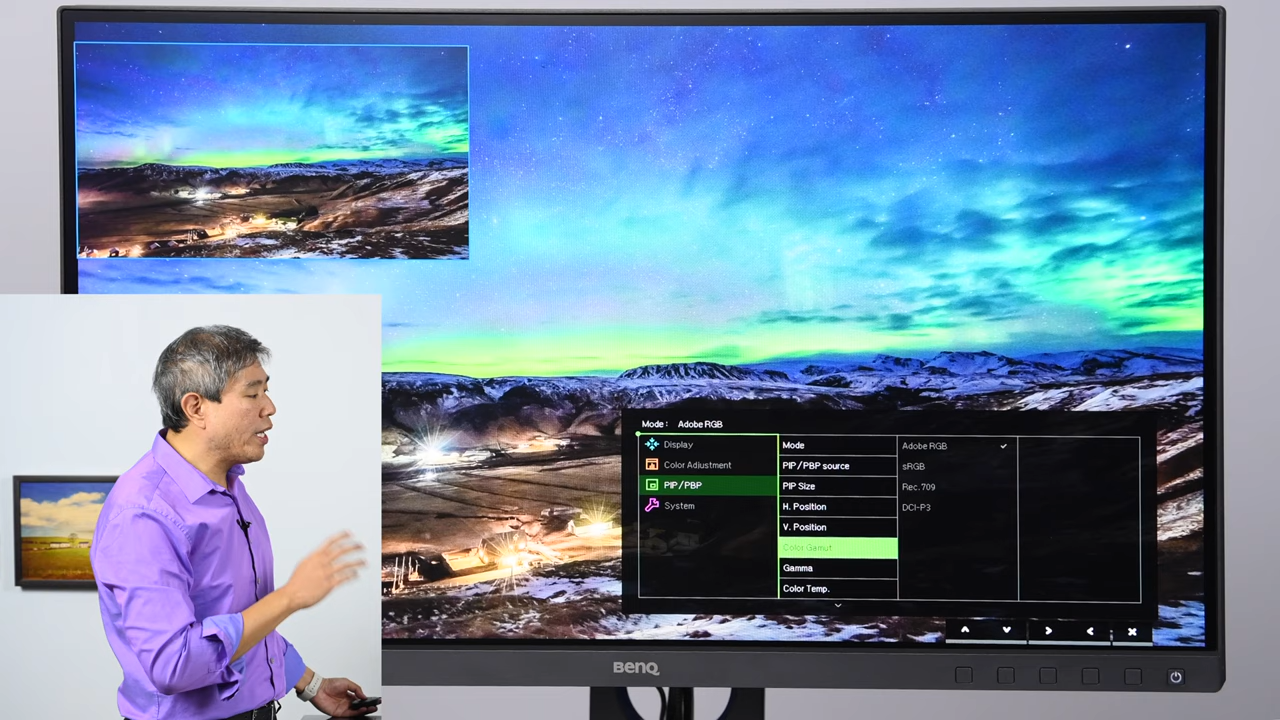 Mode: Adobe RGB
Display
Color Adjustment
PIP/PBP
System
Mode
PIP/PBP source
PIP Size
H. Position
V. Position
Color Gamut
Gamma
Color Temp.
Adobe RGB
sRGB
Rec.709
DCI-P3
BenQ